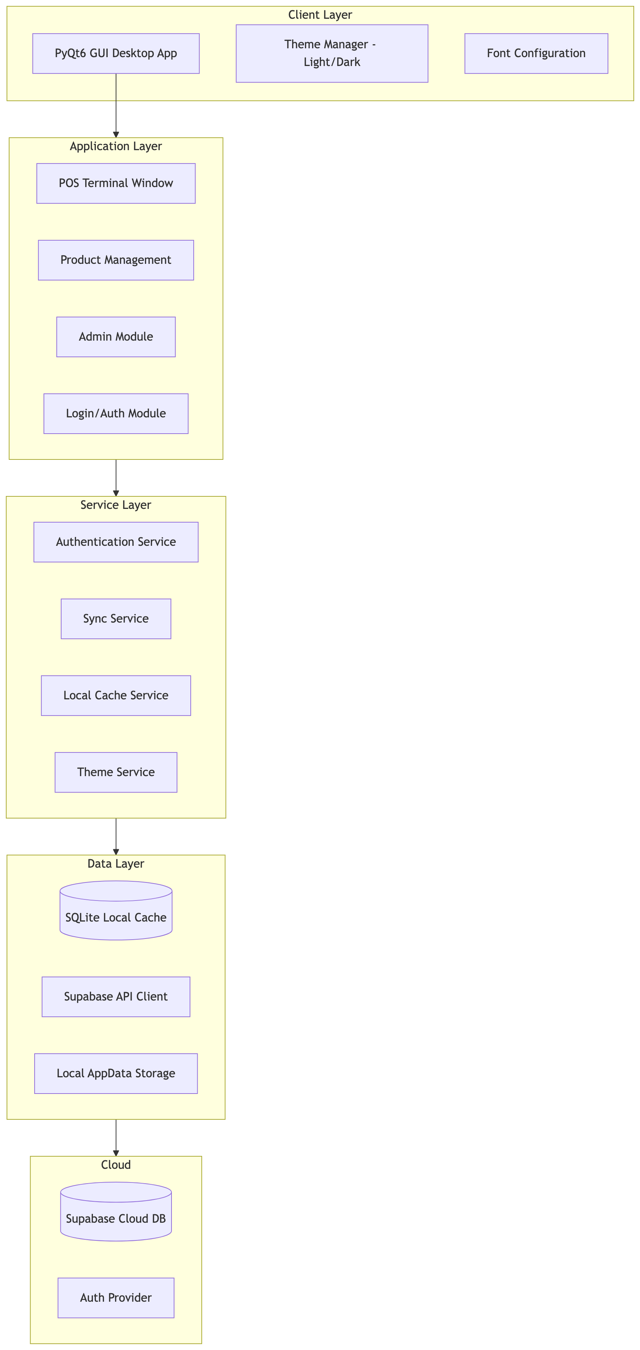 Client Layer
PyQt6 GUI Desktop App
Theme Manager -
Light/Dark
Font Configuration
Application Layer
POS Terminal Window
Product Management
Admin Module
Login/Auth Module
Service Layer
Authentication Service
Sync Service
Local Cache Service
Theme Service
Data Layer
SQLite Local Cache
Supabase API Client
Local AppData Storage
Cloud
Supabase Cloud DB
Auth Provider